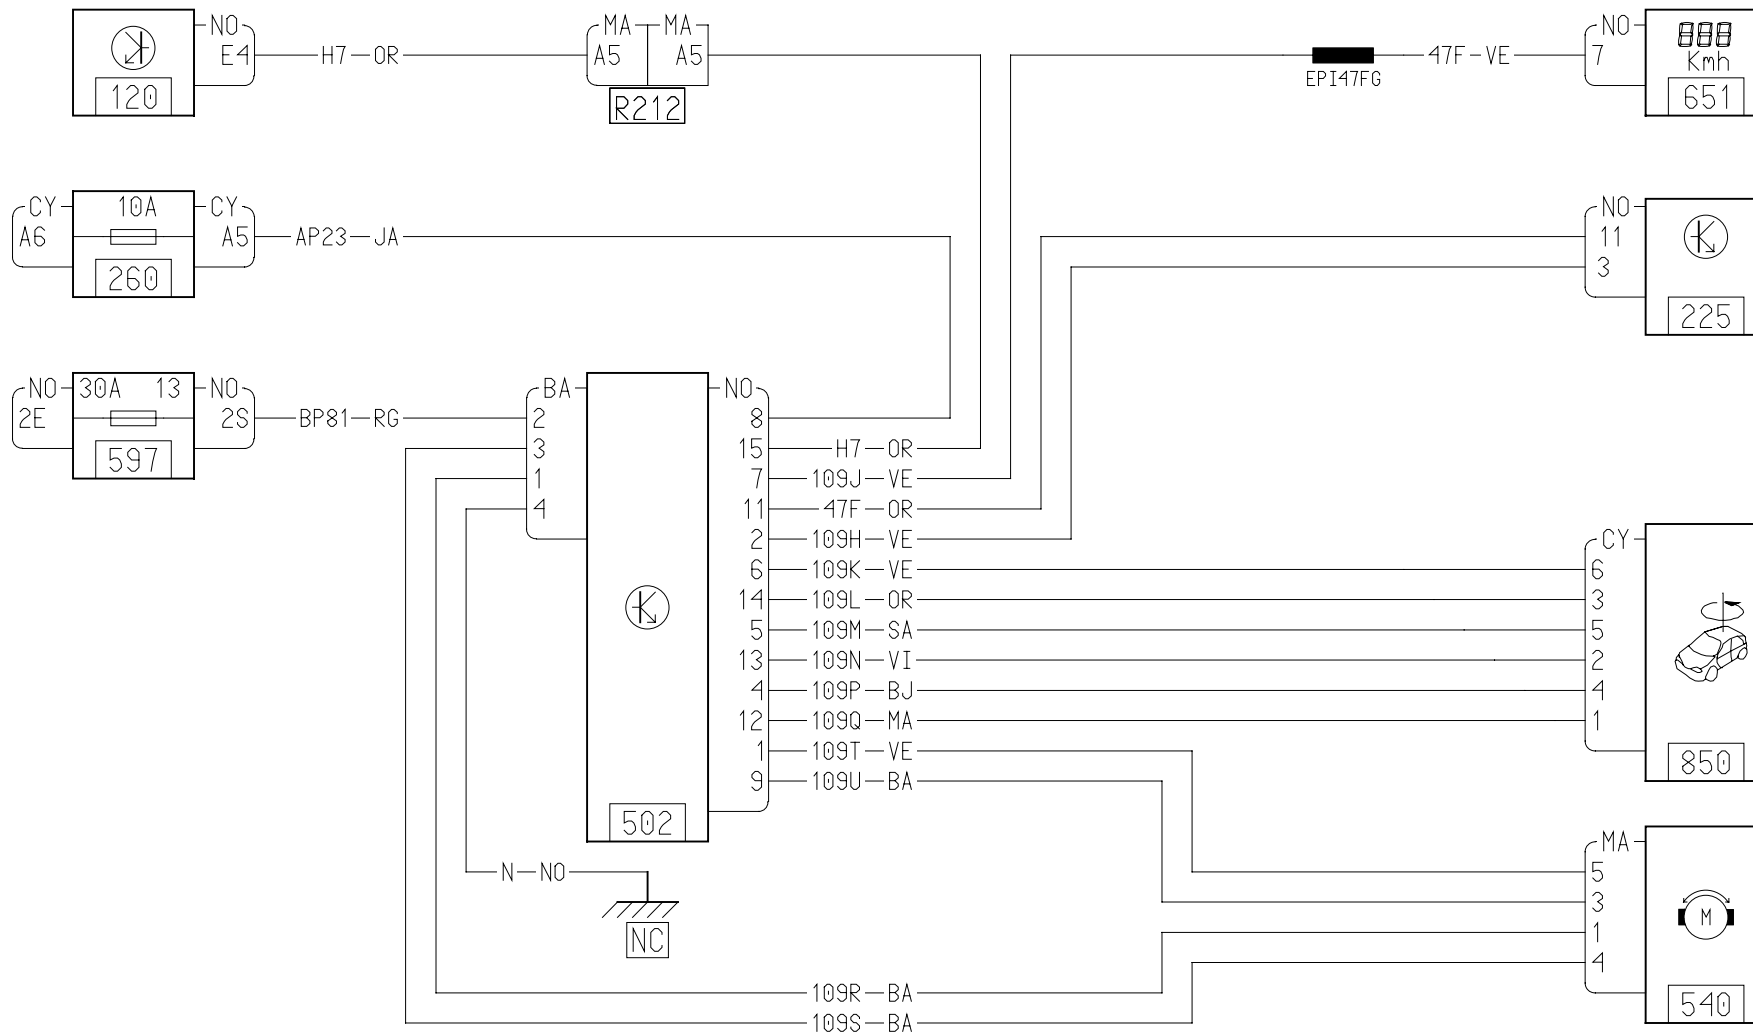 NO
E4
120
H7 OR
MA MA
A5 A5
R212
EPI47FG
47F VE
NO
7
Kmh
651
CY 10A CY
A6 A5
260
AP23 JA
NO
11
3
225
NO 30A 13 NO
2E 2S
597
BP81 RG
BA
2
3
1
4
502
NO
8
15 H7 OR
7 109J VE
11 47F OR
2 109H VE
6 109K VE
14 109L OR
5 109M SA
13 109N VI
4 109P BJ
12 109Q MA
1 109T VE
9 109U BA
CY
6
3
5
2
4
1
850
N NO
NC
MA
5
3
1
4
M
540
109R BA
109S BA